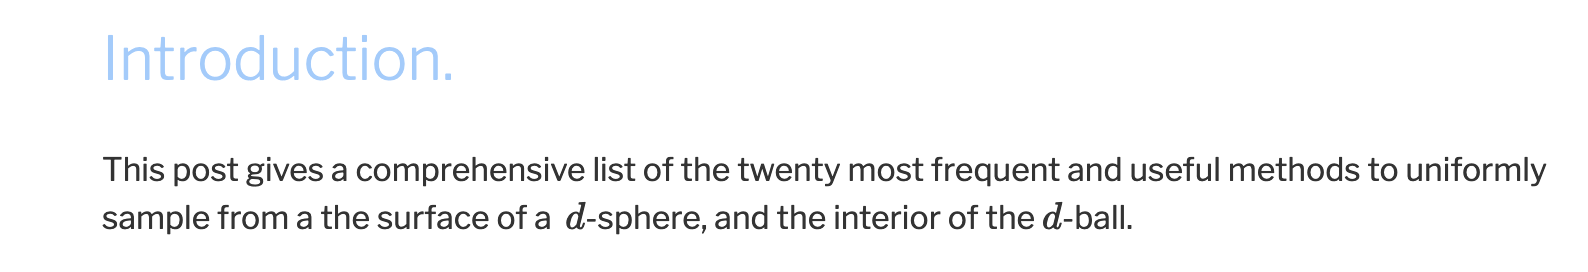 Introduction.
This post gives a comprehensive list of the twenty most frequent and useful methods to uniformly
sample from a the surface of a d-sphere, and the interior of the d-ball.